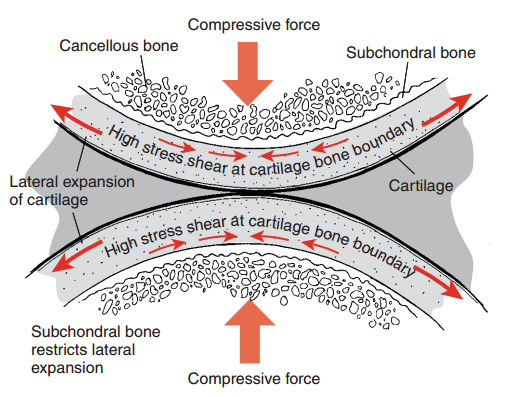 Compressive force
Cancellous bone
Subchondral bone
High stress shear at cartilage bone boundary
Lateral expansion
of cartilage
Cartilage
High stress shear at cartilage bone boundary
Subchondral bone
restricts lateral
expansion
Compressive force